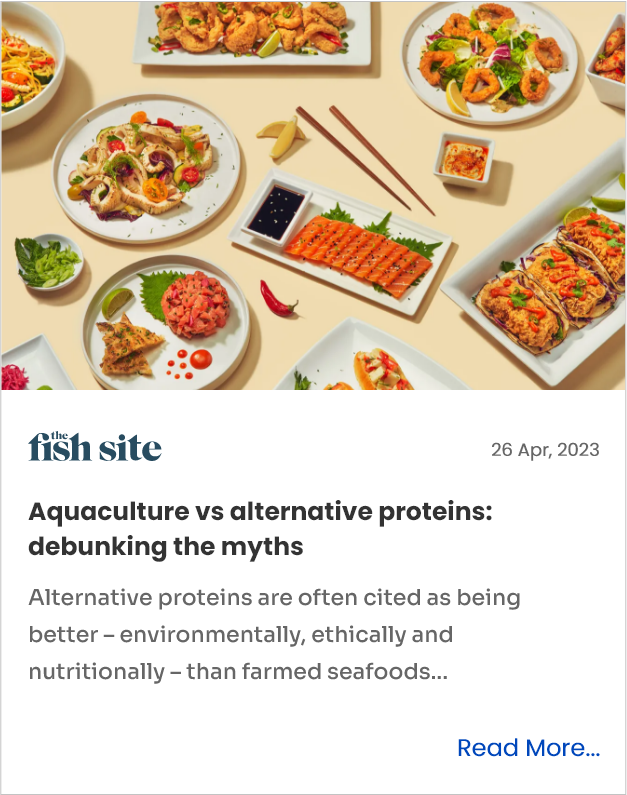 the
fish site
26 Apr, 2023
Aquaculture vs alternative proteins:
debunking the myths
Alternative proteins are often cited as being
better – environmentally, ethically and
nutritionally – than farmed seafoods...
Read More...